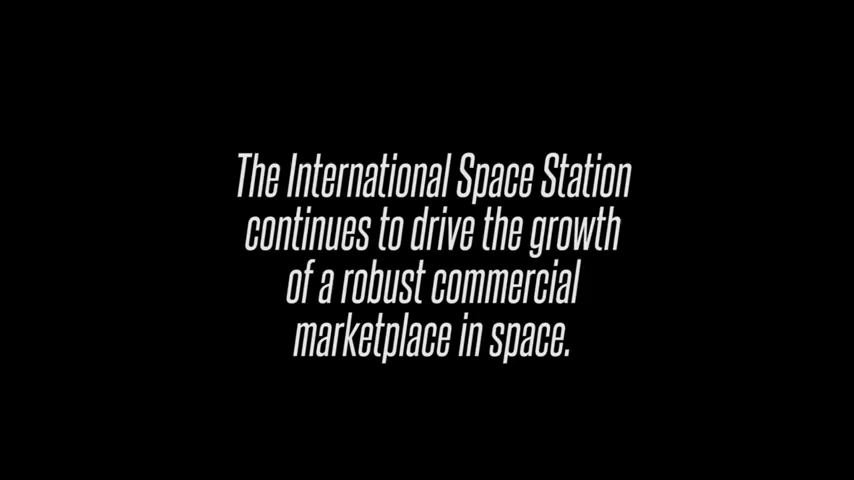 The International Space Station
continues to drive the growth
of a robust commercial
marketplace in space.